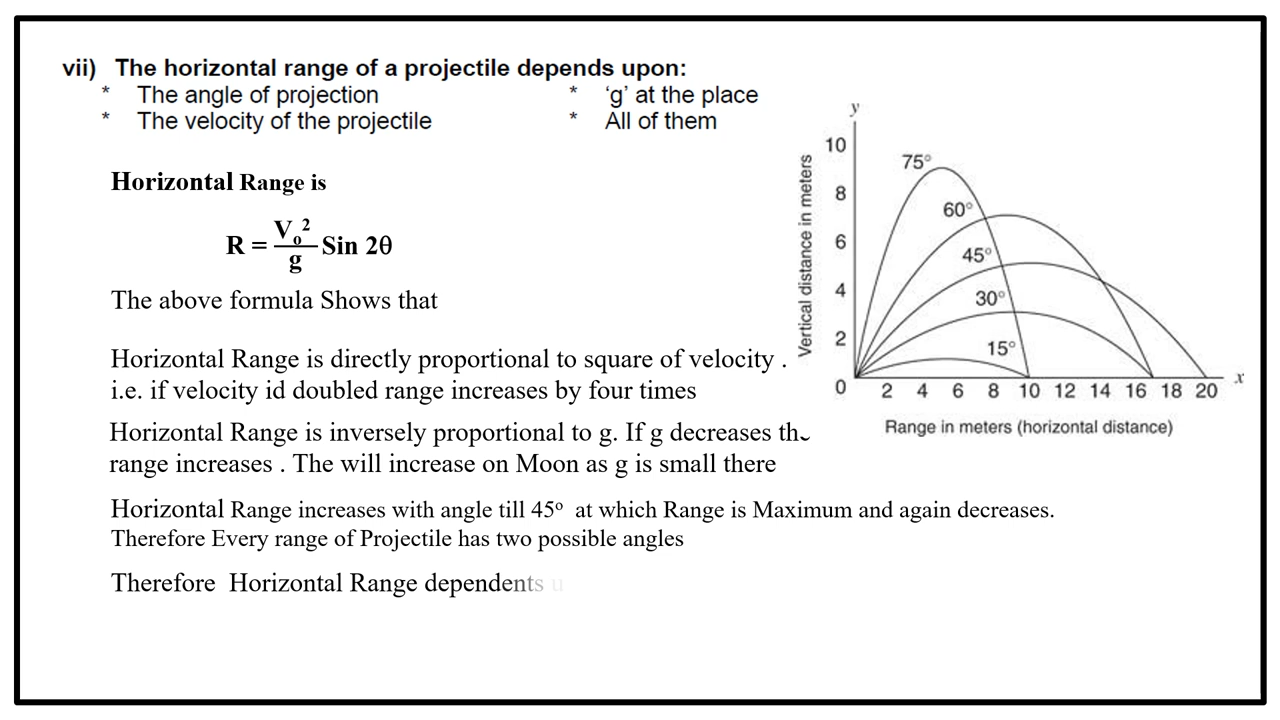 vii) The horizontal range of a projectile depends upon:
* The angle of projection
* 'g' at the place
* The velocity of the projectile
* All of them
Horizontal Range is
R = Vo²/g Sin 2θ
The above formula Shows that
Horizontal Range is directly proportional to square of velocity .
i.e. if velocity id doubled range increases by four times
Horizontal Range is inversely proportional to g. If g decreases the
range increases . The will increase on Moon as g is small there
Horizontal Range increases with angle till 45° at which Range is Maximum and again decreases.
Therefore Every range of Projectile has two possible angles
Therefore Horizontal Range dependents
y
Vertical distance in meters
10
8
6
4
2
0
75°
60°
45°
30°
15°
2 4 6 8 10 12 14 16 18 20
x
Range in meters (horizontal distance)